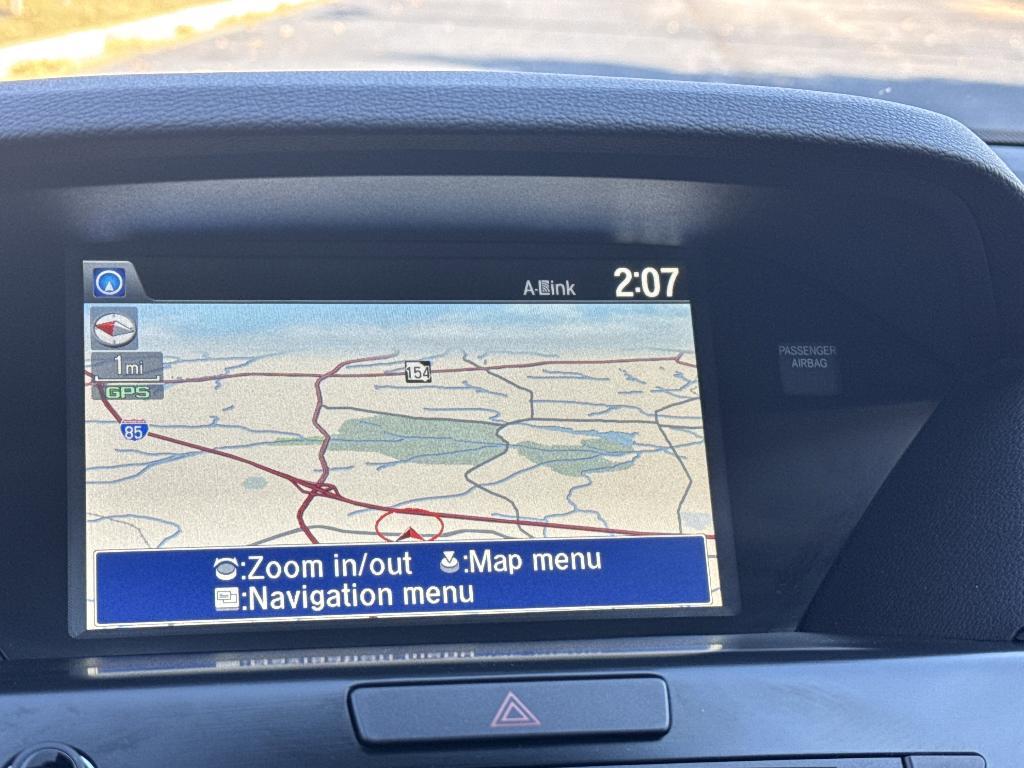 A-Link 2:07
1mi
GPS
154
85
PASSENGER
AIRBAG
:Zoom in/out :Map menu
:Navigation menu